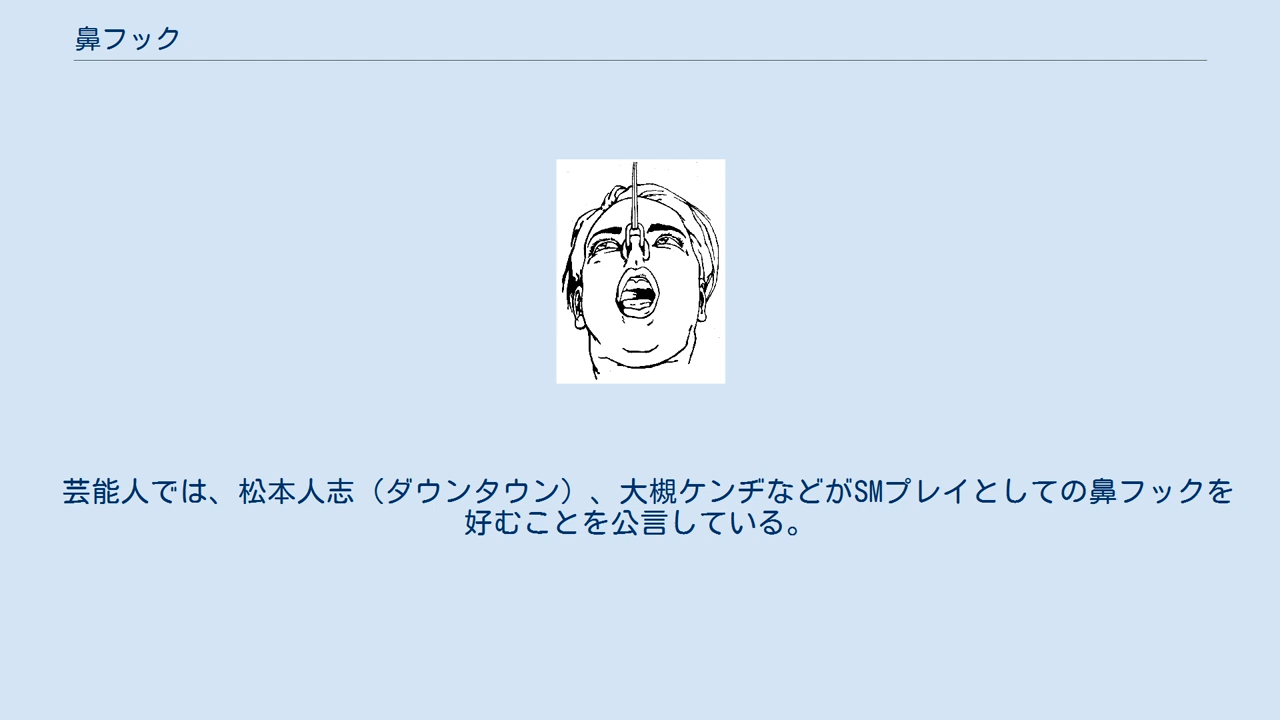 鼻フック
芸能人では、松本人志（ダウンタウン）、大槻ケンヂなどがSMプレイとしての鼻フックを
好むことを公言している。